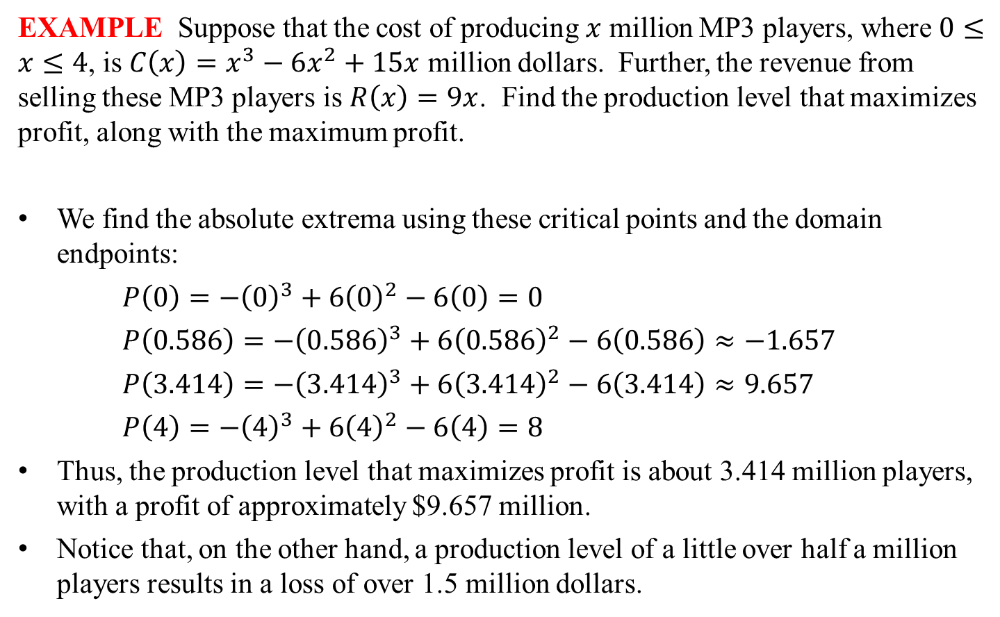 EXAMPLE Suppose that the cost of producing 𝑥 million MP3 players, where 0 ≤
𝑥 ≤ 4, is 𝐶(𝑥) = 𝑥³ − 6𝑥² + 15𝑥 million dollars. Further, the revenue from
selling these MP3 players is 𝑅(𝑥) = 9𝑥. Find the production level that maximizes
profit, along with the maximum profit.
• We find the absolute extrema using these critical points and the domain
endpoints:
𝑃(0) = −(0)³ + 6(0)² − 6(0) = 0
𝑃(0.586) = −(0.586)³ + 6(0.586)² − 6(0.586) ≈ −1.657
𝑃(3.414) = −(3.414)³ + 6(3.414)² − 6(3.414) ≈ 9.657
𝑃(4) = −(4)³ + 6(4)² − 6(4) = 8
• Thus, the production level that maximizes profit is about 3.414 million players,
with a profit of approximately $9.657 million.
• Notice that, on the other hand, a production level of a little over half a million
players results in a loss of over 1.5 million dollars.